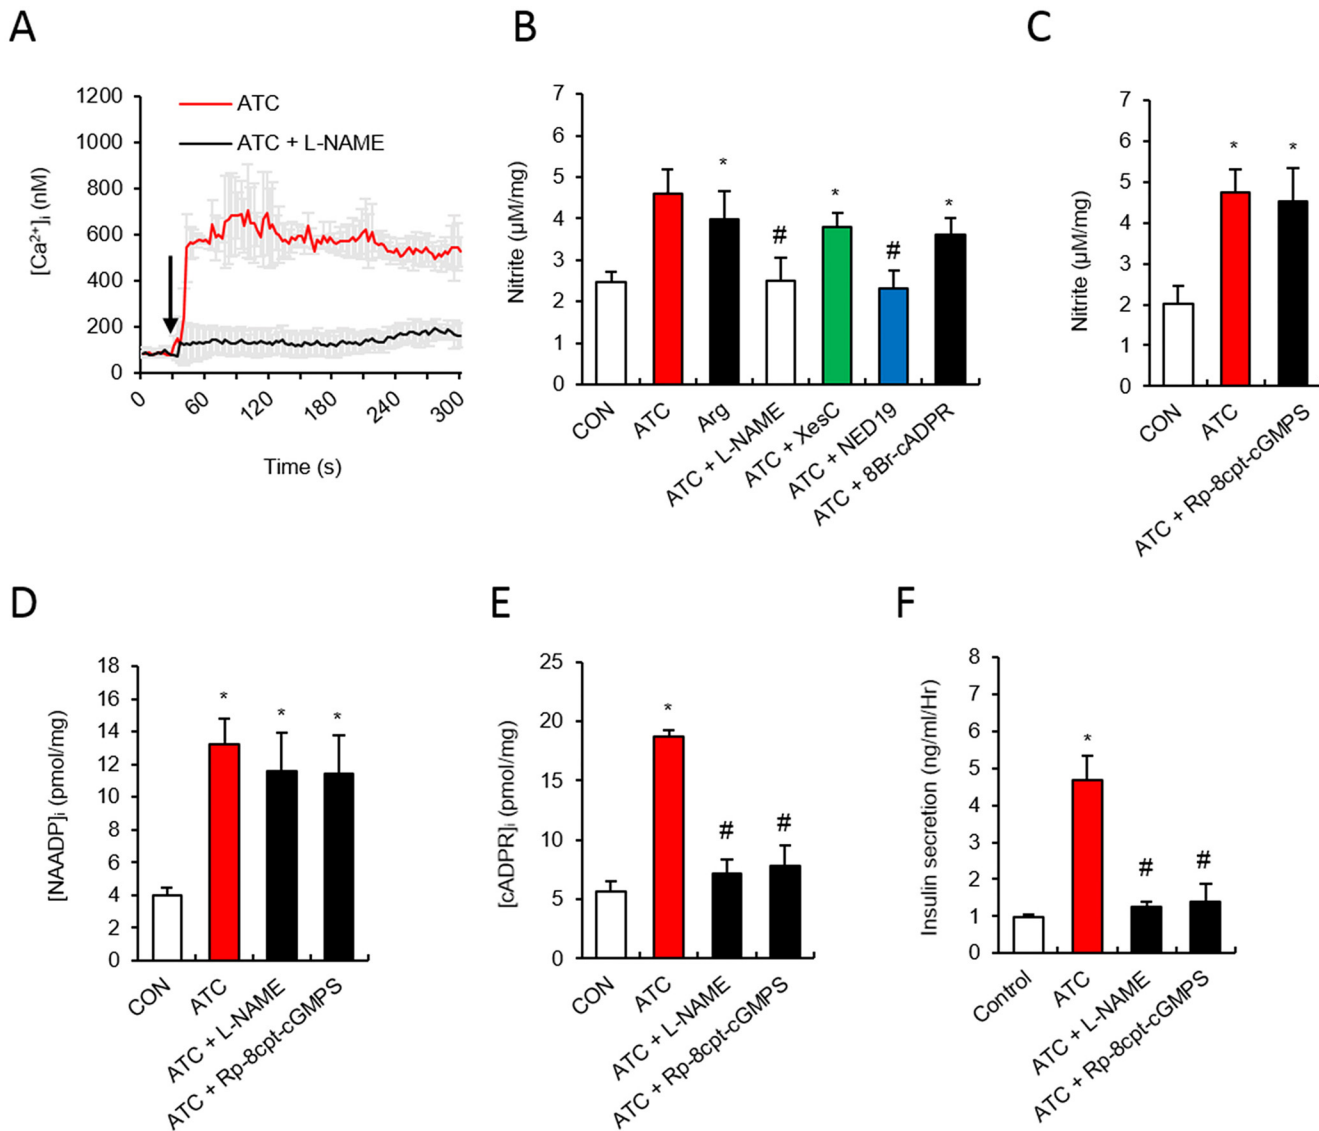 A
1200
1000
800
600
400
200
0
[Ca²⁺]ᵢ (nM)
ATC
ATC + L-NAME
0
60
120
180
240
300
Time (s)
B
7
6
5
4
3
2
1
0
Nitrite (µM/mg)
*
#
*
#
*
CON
ATC
Arg
ATC + L-NAME
ATC + XesC
ATC + NED19
ATC + 8Br-cADPR
C
7
6
5
4
3
2
1
0
Nitrite (µM/mg)
*
*
CON
ATC
ATC + Rp-8cpt-cGMPS
D
18
16
14
12
10
8
6
4
2
0
[NAADP]ᵢ (pmol/mg)
*
*
*
CON
ATC
ATC + L-NAME
ATC + Rp-8cpt-cGMPS
E
25
20
15
10
5
0
[cADPR]ᵢ (pmol/mg)
*
#
#
CON
ATC
ATC + L-NAME
ATC + Rp-8cpt-cGMPS
F
8
7
6
5
4
3
2
1
0
Insulin secretion (ng/ml/Hr)
*
#
#
Control
ATC
ATC + L-NAME
ATC + Rp-8cpt-cGMPS